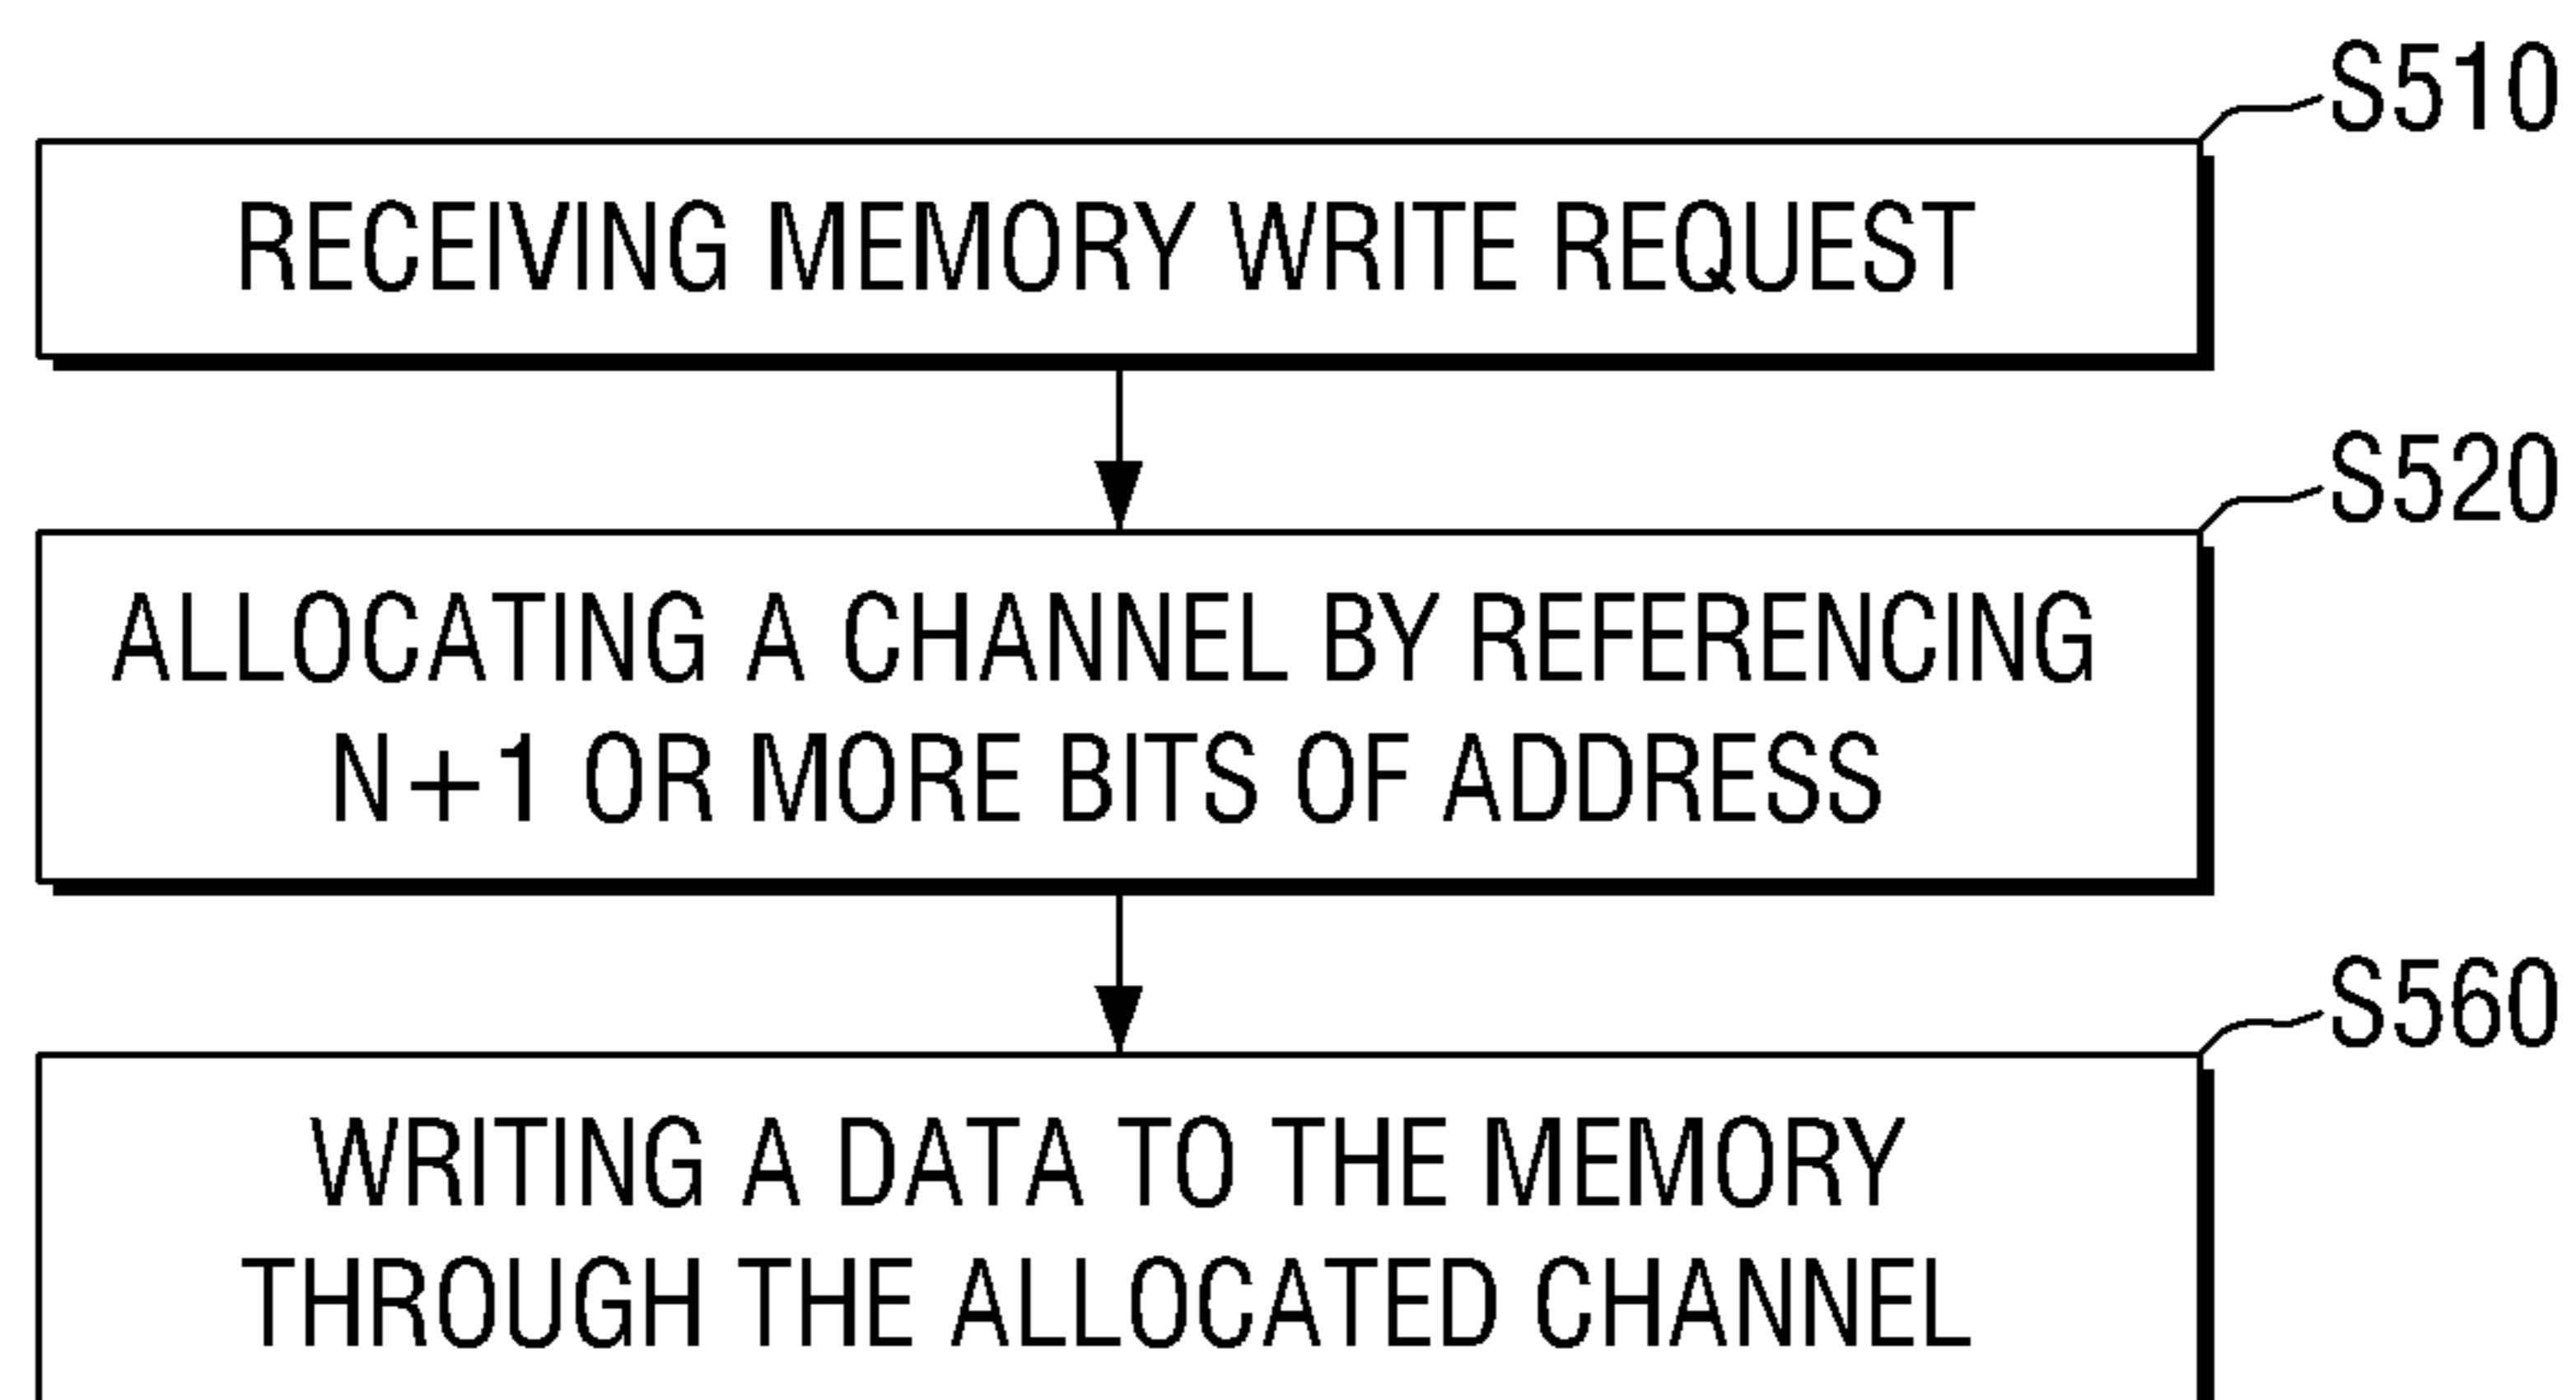 S510
RECEIVING MEMORY WRITE REQUEST
S520
ALLOCATING A CHANNEL BY REFERENCING
N+1 OR MORE BITS OF ADDRESS
S560
WRITING A DATA TO THE MEMORY
THROUGH THE ALLOCATED CHANNEL